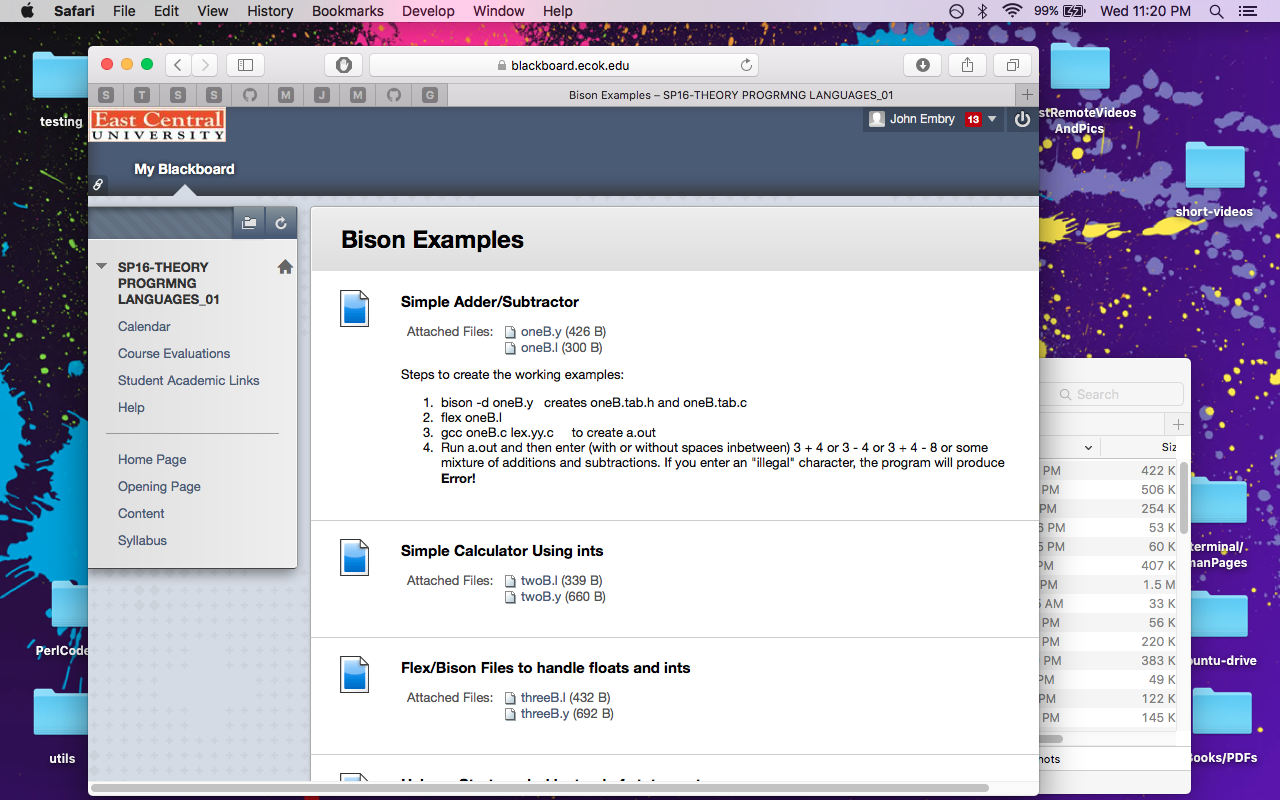 Safari File Edit View History Bookmarks Develop Window Help 99% Wed 11:20 PM
blackboard.ecok.edu
S T S S M J M G Bison Examples – SP16-THEORY PROGRMNG LANGUAGES_01
East Central
UNIVERSITY
John Embry 13
My Blackboard
SP16-THEORY
PROGRMNG
LANGUAGES_01
Calendar
Course Evaluations
Student Academic Links
Help
Home Page
Opening Page
Content
Syllabus
Bison Examples
Simple Adder/Subtractor
Attached Files: oneB.y (426 B)
oneB.l (300 B)
Steps to create the working examples:
1. bison -d oneB.y creates oneB.tab.h and oneB.tab.c
2. flex oneB.l
3. gcc oneB.c lex.yy.c to create a.out
4. Run a.out and then enter (with or without spaces inbetween) 3 + 4 or 3 - 4 or 3 + 4 - 8 or some
mixture of additions and subtractions. If you enter an "illegal" character, the program will produce
Error!
Simple Calculator Using ints
Attached Files: twoB.l (339 B)
twoB.y (660 B)
Flex/Bison Files to handle floats and ints
Attached Files: threeB.l (432 B)
threeB.y (692 B)
testing
PerlCode
utils
stRemoteVideos
AndPics
short-videos
terminal/
manPages
ountu-drive
Books/PDFs
Search
Siz
PM 422 K
PM 506 K
PM 254 K
6 PM 53 K
5 PM 60 K
PM 407 K
PM 1.5 M
5 AM 33 K
PM 56 K
PM 220 K
PM 383 K
PM 49 K
PM 122 K
PM 145 K
hots